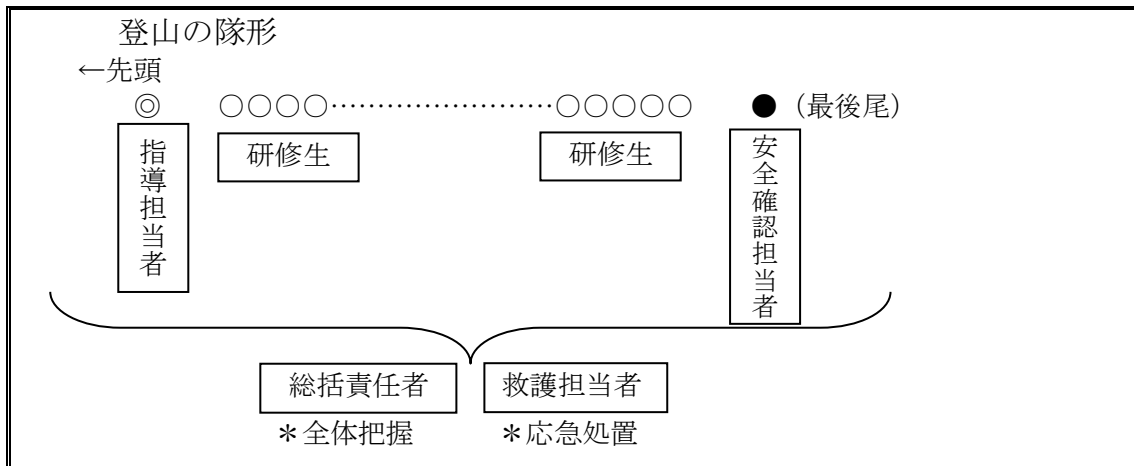 登山の隊形
←先頭
◎ ○○○○‥‥‥‥‥‥‥‥‥‥‥‥○○○○○ ●（最後尾）
指導担当者
研修生
研修生
安全確認担当者
総括責任者
救護担当者
＊全体把握
＊応急処置